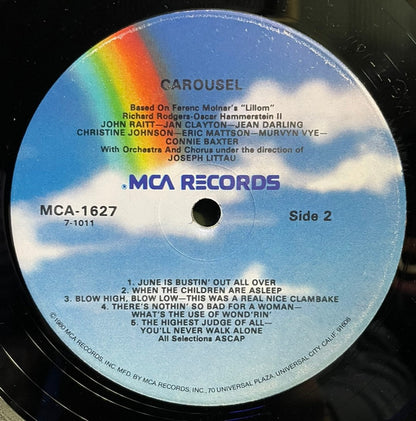 CAROUSEL
Based On Ferenc Molnar's "Lillom"
Richard Rodgers-Oscar Hammerstein II
JOHN RAITT—JAN CLAYTON—JEAN DARLING
CHRISTINE JOHNSON—ERIC MATTSON—MURVYN VYE—
CONNIE BAXTER
With Orchestra And Chorus under the direction of
JOSEPH LITTAU
MCA RECORDS
MCA-1627
7-1011
Side 2
1. JUNE IS BUSTIN' OUT ALL OVER
2. WHEN THE CHILDREN ARE ASLEEP
3. BLOW HIGH, BLOW LOW—THIS WAS A REAL NICE CLAMBAKE
4. THERE'S NOTHIN' SO BAD FOR A WOMAN—
WHAT'S THE USE OF WOND'RIN'
5. THE HIGHEST JUDGE OF ALL—
YOU'LL NEVER WALK ALONE
All Selections ASCAP
©1980 MCA RECORDS, INC. MFD. BY MCA RECORDS, INC., 70 UNIVERSAL PLAZA, UNIVERSAL CITY, CALIF. 91608